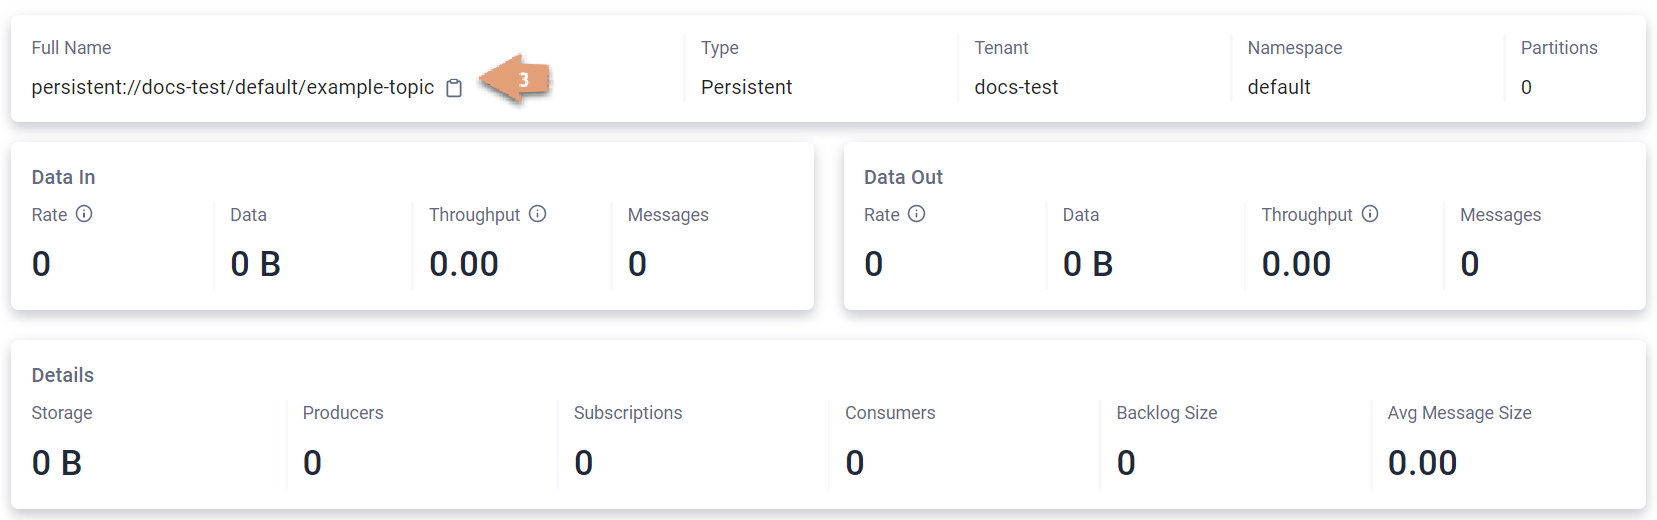 Full Name Type Tenant Namespace Partitions
persistent://docs-test/default/example-topic 3 Persistent docs-test default 0
Data In
Rate Data Throughput Messages
0 0 B 0.00 0
Data Out
Rate Data Throughput Messages
0 0 B 0.00 0
Details
Storage Producers Subscriptions Consumers Backlog Size Avg Message Size
0 B 0 0 0 0 0.00